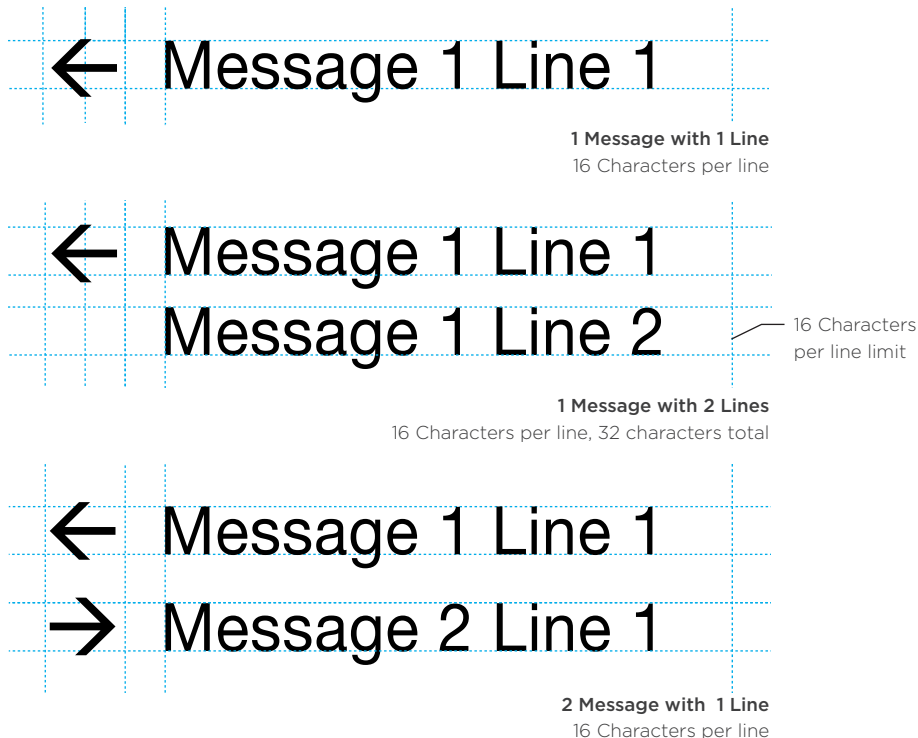 ← Message 1 Line 1
1 Message with 1 Line
16 Characters per line
← Message 1 Line 1
Message 1 Line 2
16 Characters
per line limit
1 Message with 2 Lines
16 Characters per line, 32 characters total
← Message 1 Line 1
→ Message 2 Line 1
2 Message with 1 Line
16 Characters per line